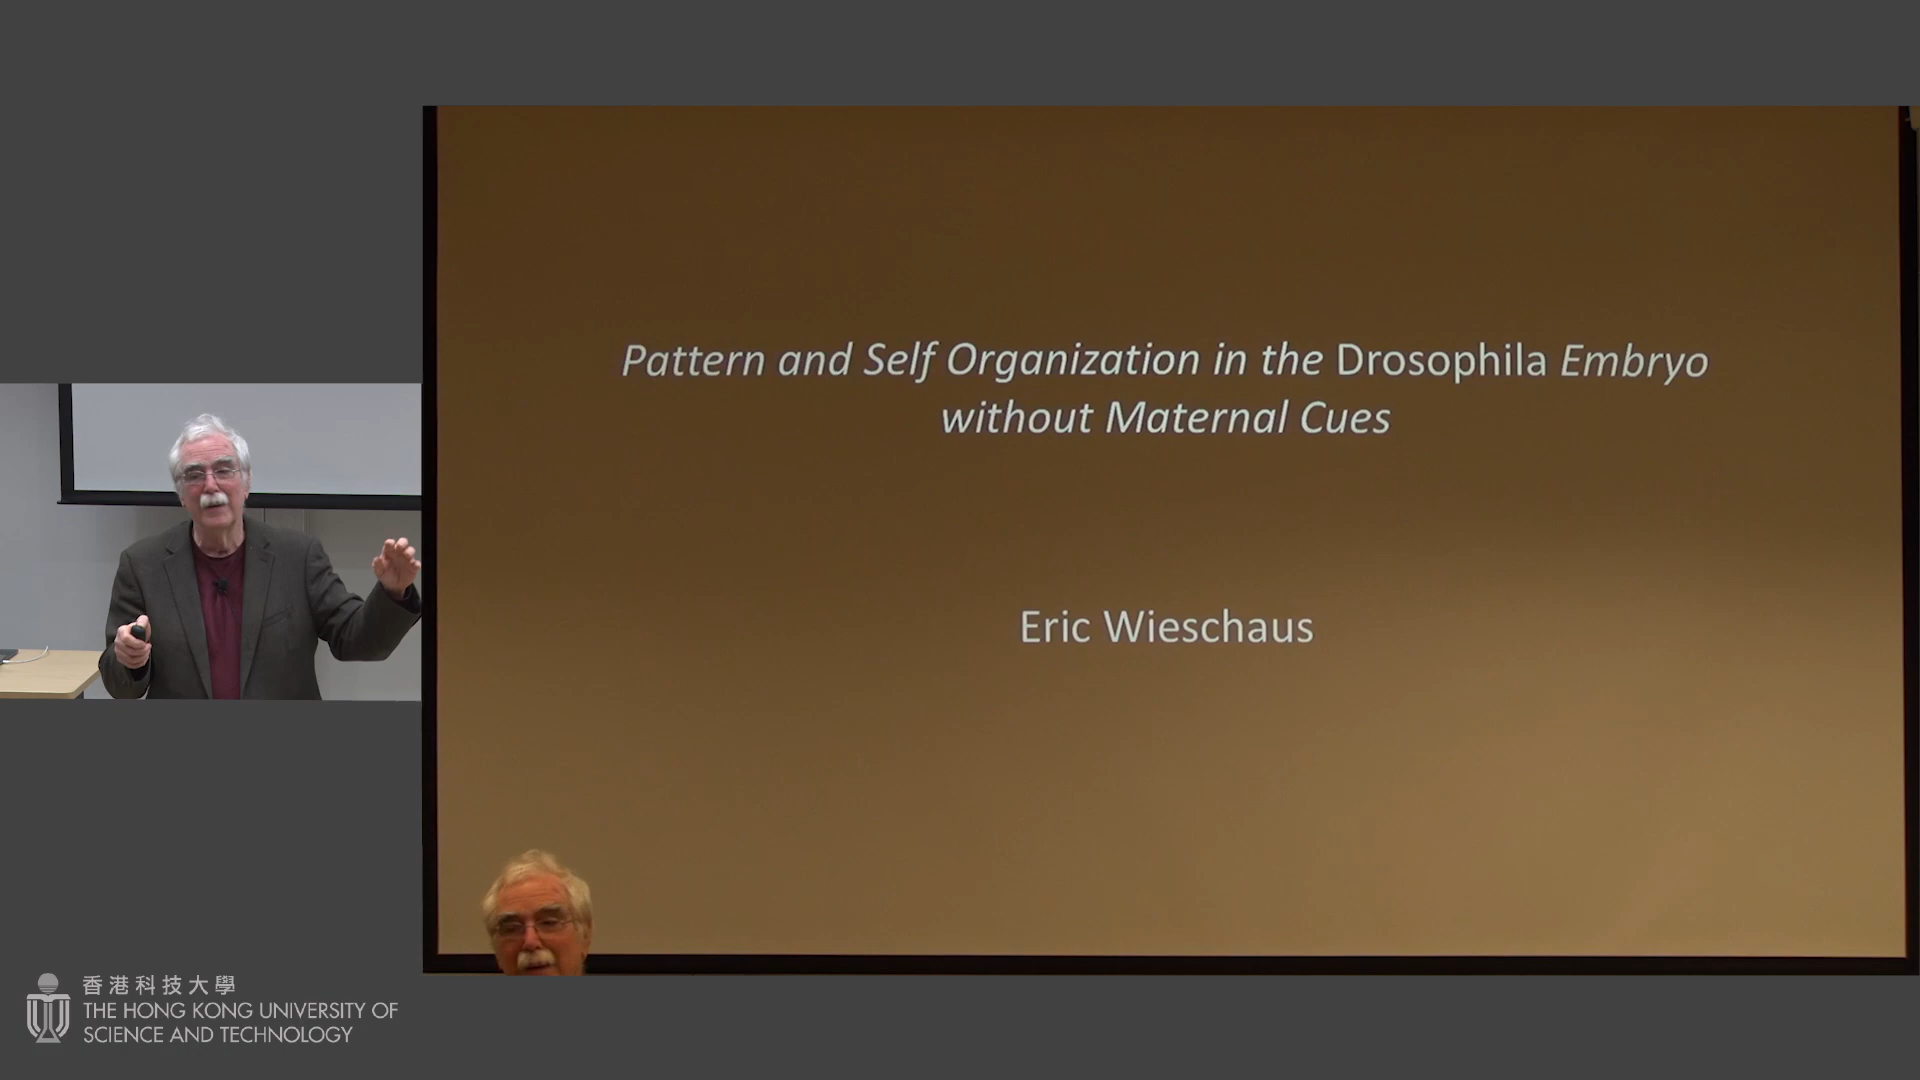 Pattern and Self Organization in the Drosophila Embryo
without Maternal Cues
Eric Wieschaus
香港科技大學
THE HONG KONG UNIVERSITY OF
SCIENCE AND TECHNOLOGY